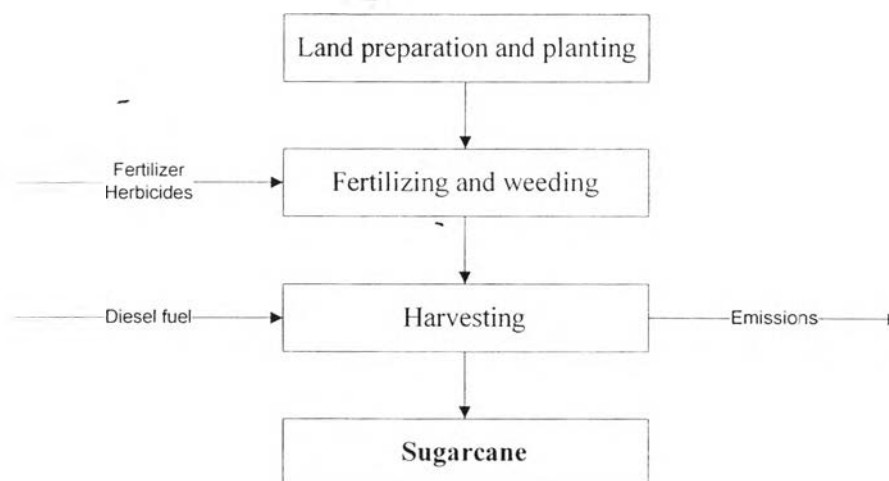 Land preparation and planting
Fertilizer
Herbicides
Fertilizing and weeding
Diesel fuel
Harvesting
Emissions
Sugarcane